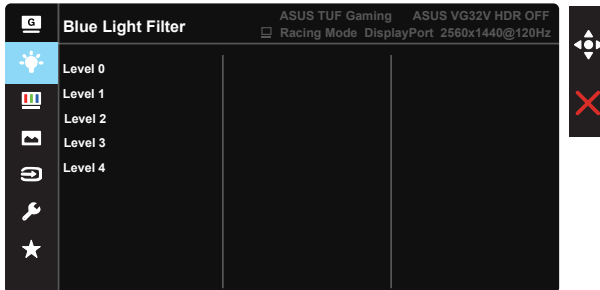 G
Blue Light Filter
ASUS TUF Gaming ASUS VG32V HDR OFF
Racing Mode DisplayPort 2560x1440@120Hz
Level 0
Level 1
Level 2
Level 3
Level 4